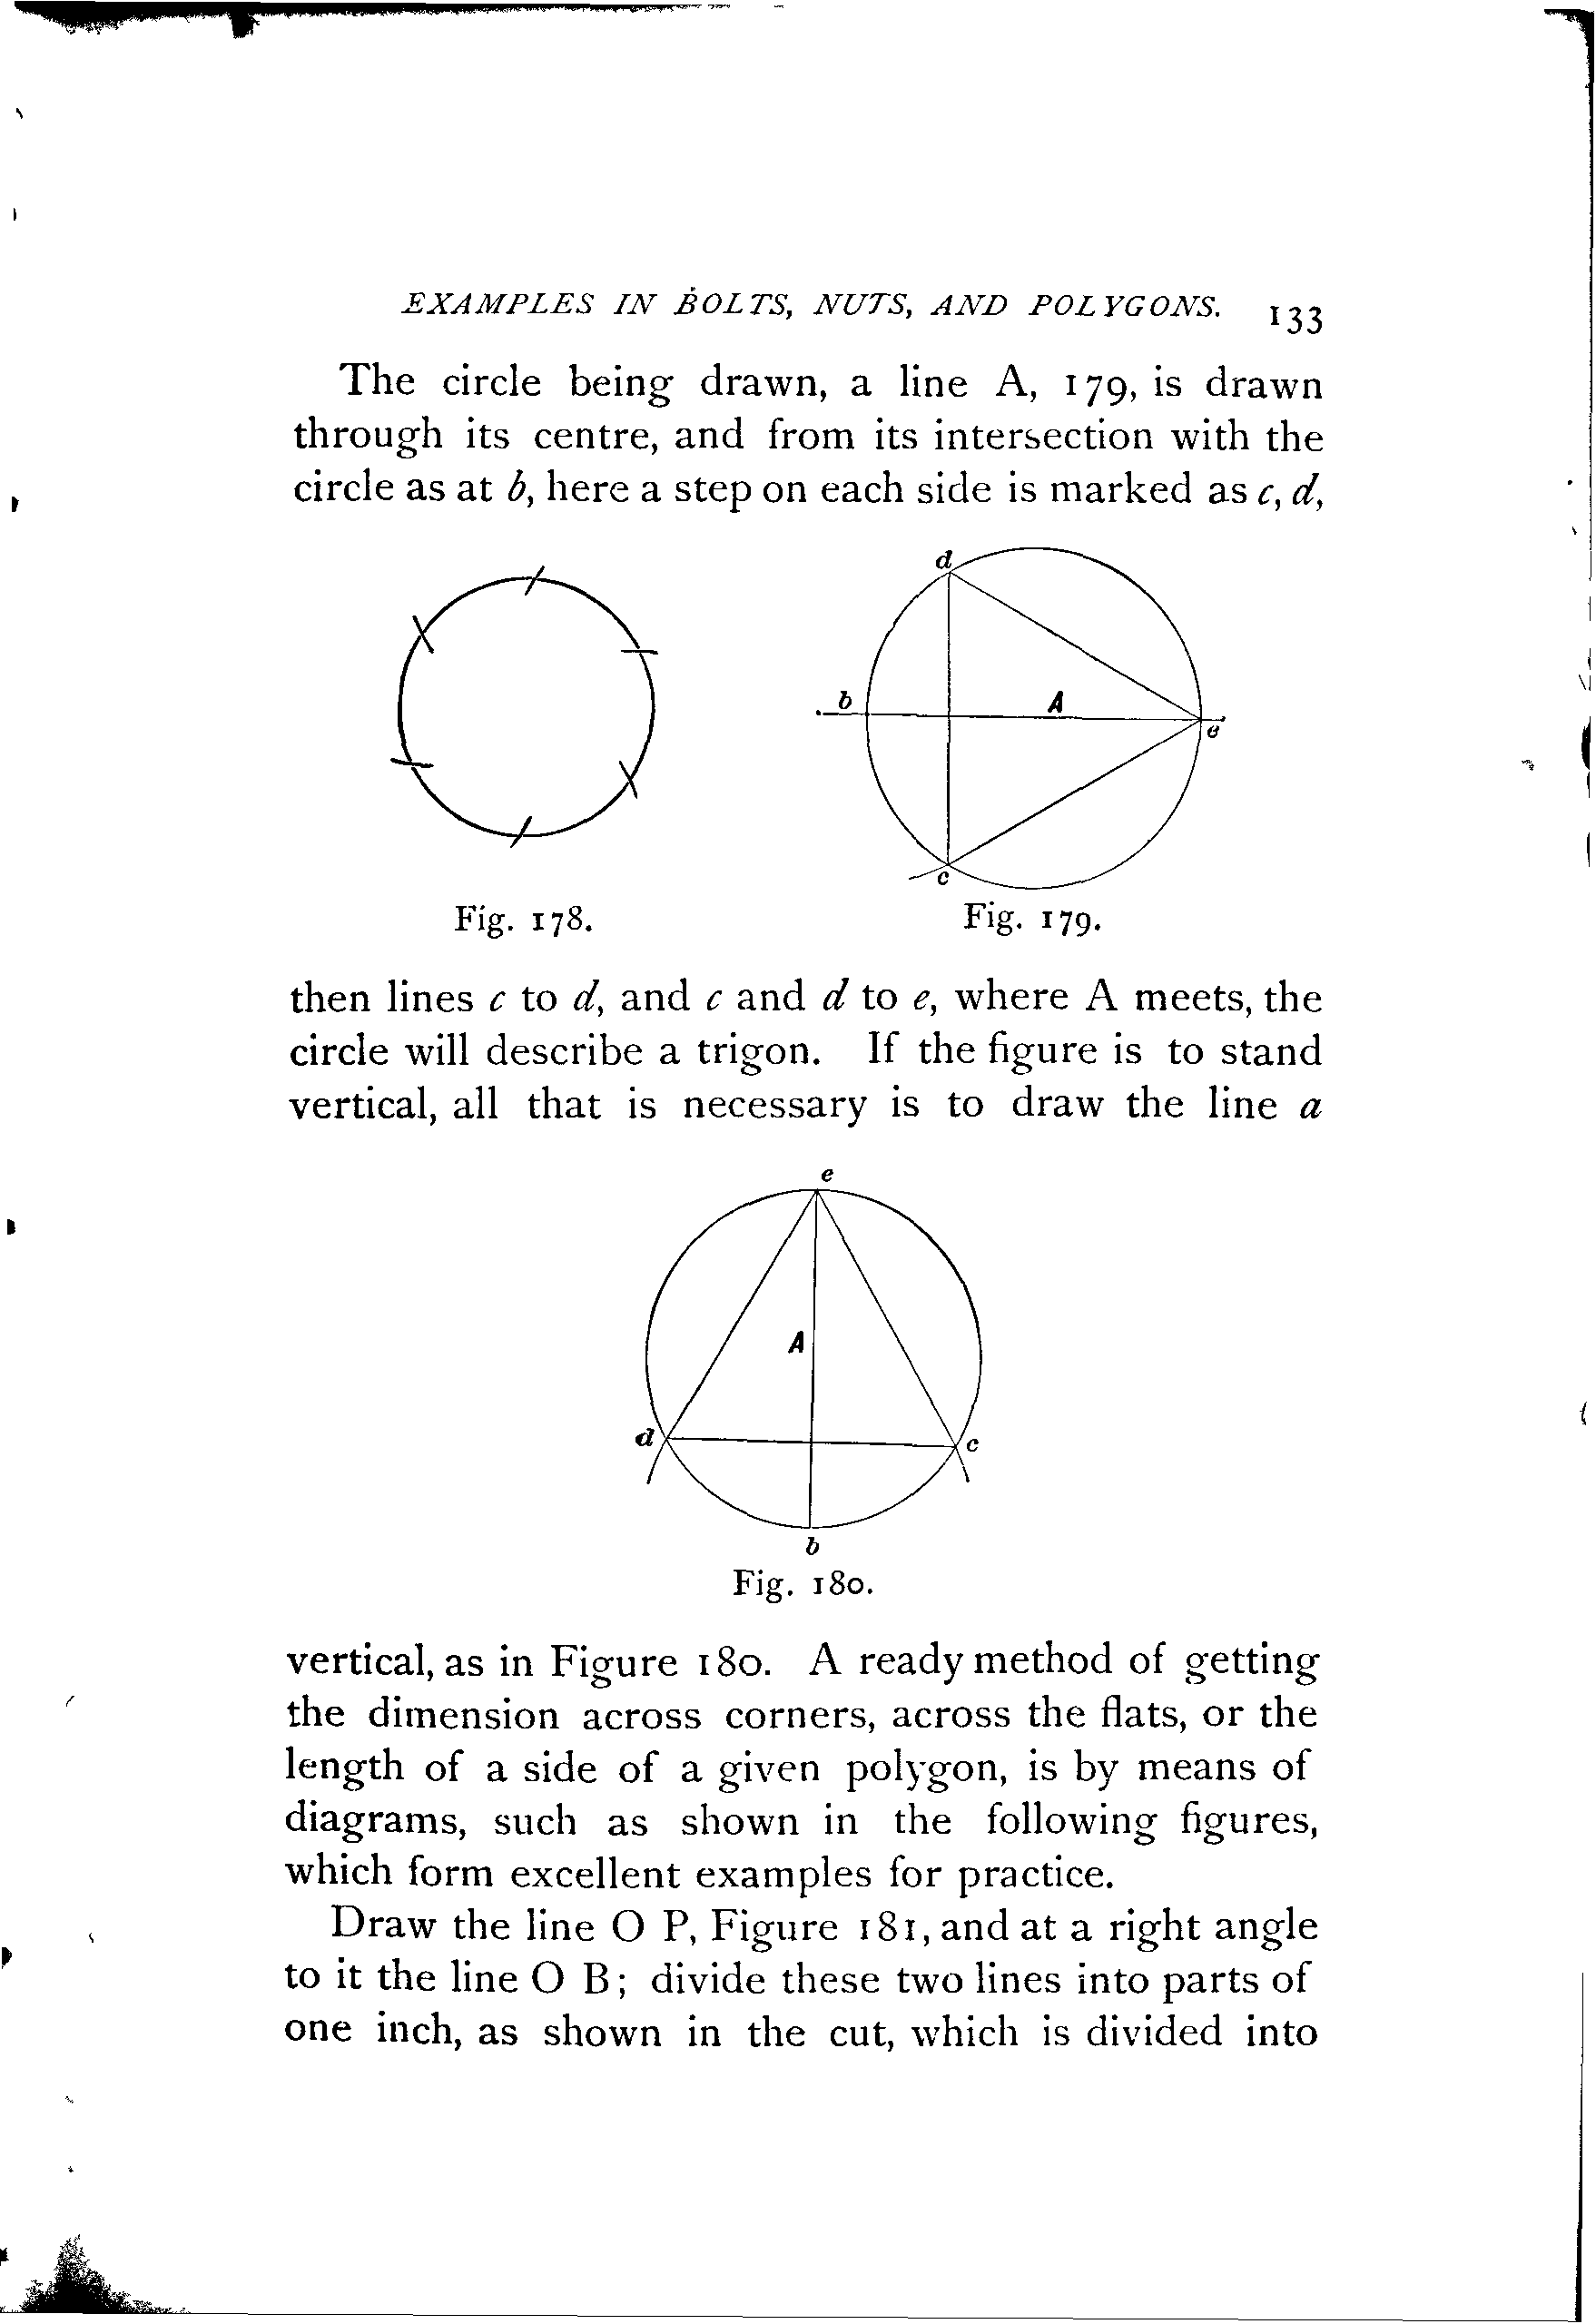 EXAMPLES IN BOLTS, NUTS, AND POLYGONS. 133
The circle being drawn, a line A, 179, is drawn
through its centre, and from its intersection with the
circle as at b, here a step on each side is marked as c, d,
d
b
A
e
c
Fig. 178.
Fig. 179.
then lines c to d, and c and d to e, where A meets, the
circle will describe a trigon. If the figure is to stand
vertical, all that is necessary is to draw the line a
e
A
d
c
b
Fig. 180.
vertical, as in Figure 180. A ready method of getting
the dimension across corners, across the flats, or the
length of a side of a given polygon, is by means of
diagrams, such as shown in the following figures,
which form excellent examples for practice.
Draw the line O P, Figure 181, and at a right angle
to it the line O B; divide these two lines into parts of
one inch, as shown in the cut, which is divided into